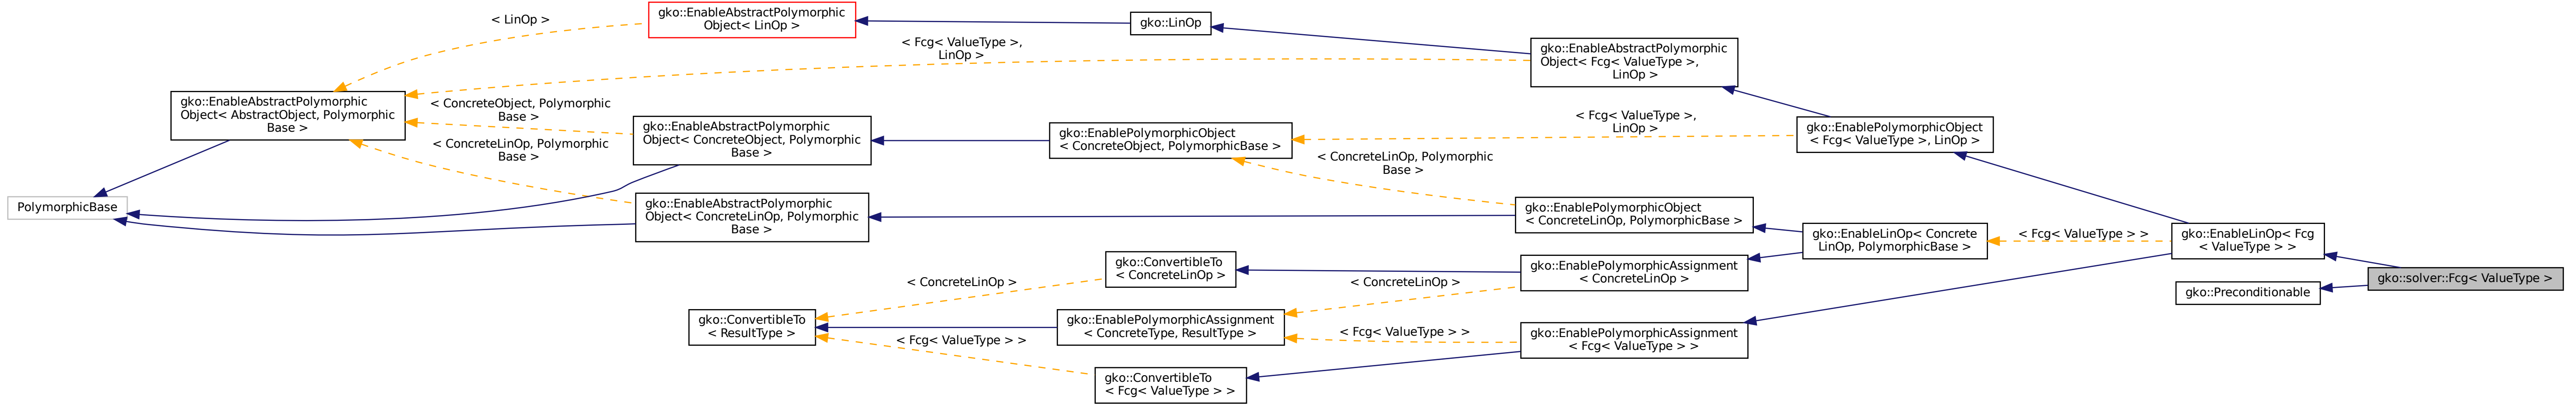 gko::EnableAbstractPolymorphic
Object< LinOp >
< LinOp >
gko::LinOp
< Fcg< ValueType >,
LinOp >
gko::EnableAbstractPolymorphic
Object< Fcg< ValueType >,
LinOp >
gko::EnableAbstractPolymorphic
Object< AbstractObject, Polymorphic
Base >
< ConcreteObject, Polymorphic
Base >
gko::EnableAbstractPolymorphic
Object< ConcreteObject, Polymorphic
Base >
gko::EnablePolymorphicObject
< ConcreteObject, PolymorphicBase >
< Fcg< ValueType >,
LinOp >
gko::EnablePolymorphicObject
< Fcg< ValueType >, LinOp >
< ConcreteLinOp, Polymorphic
Base >
< ConcreteLinOp, Polymorphic
Base >
PolymorphicBase
gko::EnableAbstractPolymorphic
Object< ConcreteLinOp, Polymorphic
Base >
gko::EnablePolymorphicObject
< ConcreteLinOp, PolymorphicBase >
gko::EnableLinOp< Concrete
LinOp, PolymorphicBase >
< Fcg< ValueType > >
gko::EnableLinOp< Fcg
< ValueType > >
gko::ConvertibleTo
< ConcreteLinOp >
gko::EnablePolymorphicAssignment
< ConcreteLinOp >
gko::solver::Fcg< ValueType >
< ConcreteLinOp >
< ConcreteLinOp >
gko::Preconditionable
gko::ConvertibleTo
< ResultType >
gko::EnablePolymorphicAssignment
< ConcreteType, ResultType >
< Fcg< ValueType > >
gko::EnablePolymorphicAssignment
< Fcg< ValueType > >
< Fcg< ValueType > >
gko::ConvertibleTo
< Fcg< ValueType > >